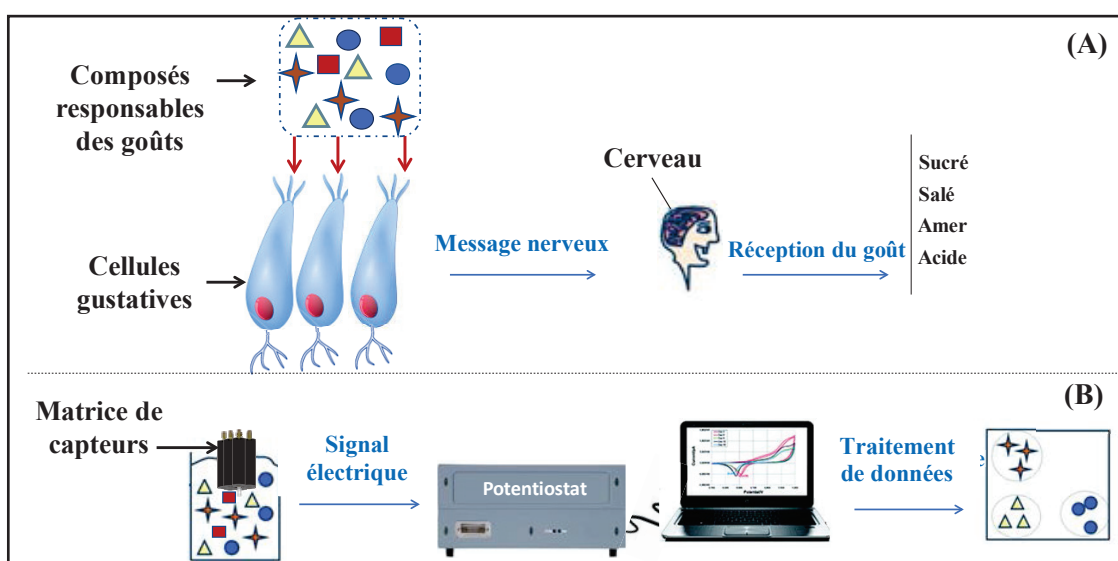 (A)
Composés
responsables
des goûts
Cellules
gustatives
Message nerveux
Cerveau
Réception du goût
Sucré
Salé
Amer
Acide
(B)
Matrice de
capteurs
Signal
électrique
Potentiostat
Traitement
de données
e